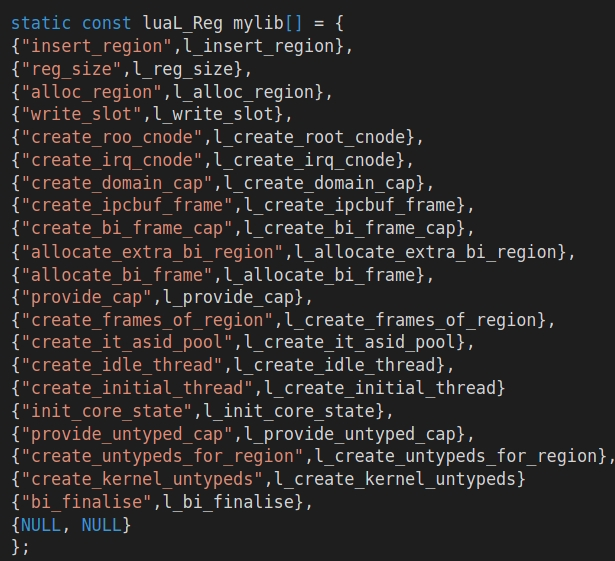 static const luaL_Reg mylib[] = {
{"insert_region",l_insert_region},
{"reg_size",l_reg_size},
{"alloc_region",l_alloc_region},
{"write_slot",l_write_slot},
{"create_roo_cnode",l_create_root_cnode},
{"create_irq_cnode",l_create_irq_cnode},
{"create_domain_cap",l_create_domain_cap},
{"create_ipcbuf_frame",l_create_ipcbuf_frame},
{"create_bi_frame_cap",l_create_bi_frame_cap},
{"allocate_extra_bi_region",l_allocate_extra_bi_region},
{"allocate_bi_frame",l_allocate_bi_frame},
{"provide_cap",l_provide_cap},
{"create_frames_of_region",l_create_frames_of_region},
{"create_it_asid_pool",l_create_it_asid_pool},
{"create_idle_thread",l_create_idle_thread},
{"create_initial_thread",l_create_initial_thread}
{"init_core_state",l_init_core_state},
{"provide_untyped_cap",l_provide_untyped_cap},
{"create_untypeds_for_region",l_create_untypeds_for_region},
{"create_kernel_untypeds",l_create_kernel_untypeds}
{"bi_finalise",l_bi_finalise},
{NULL, NULL}
};